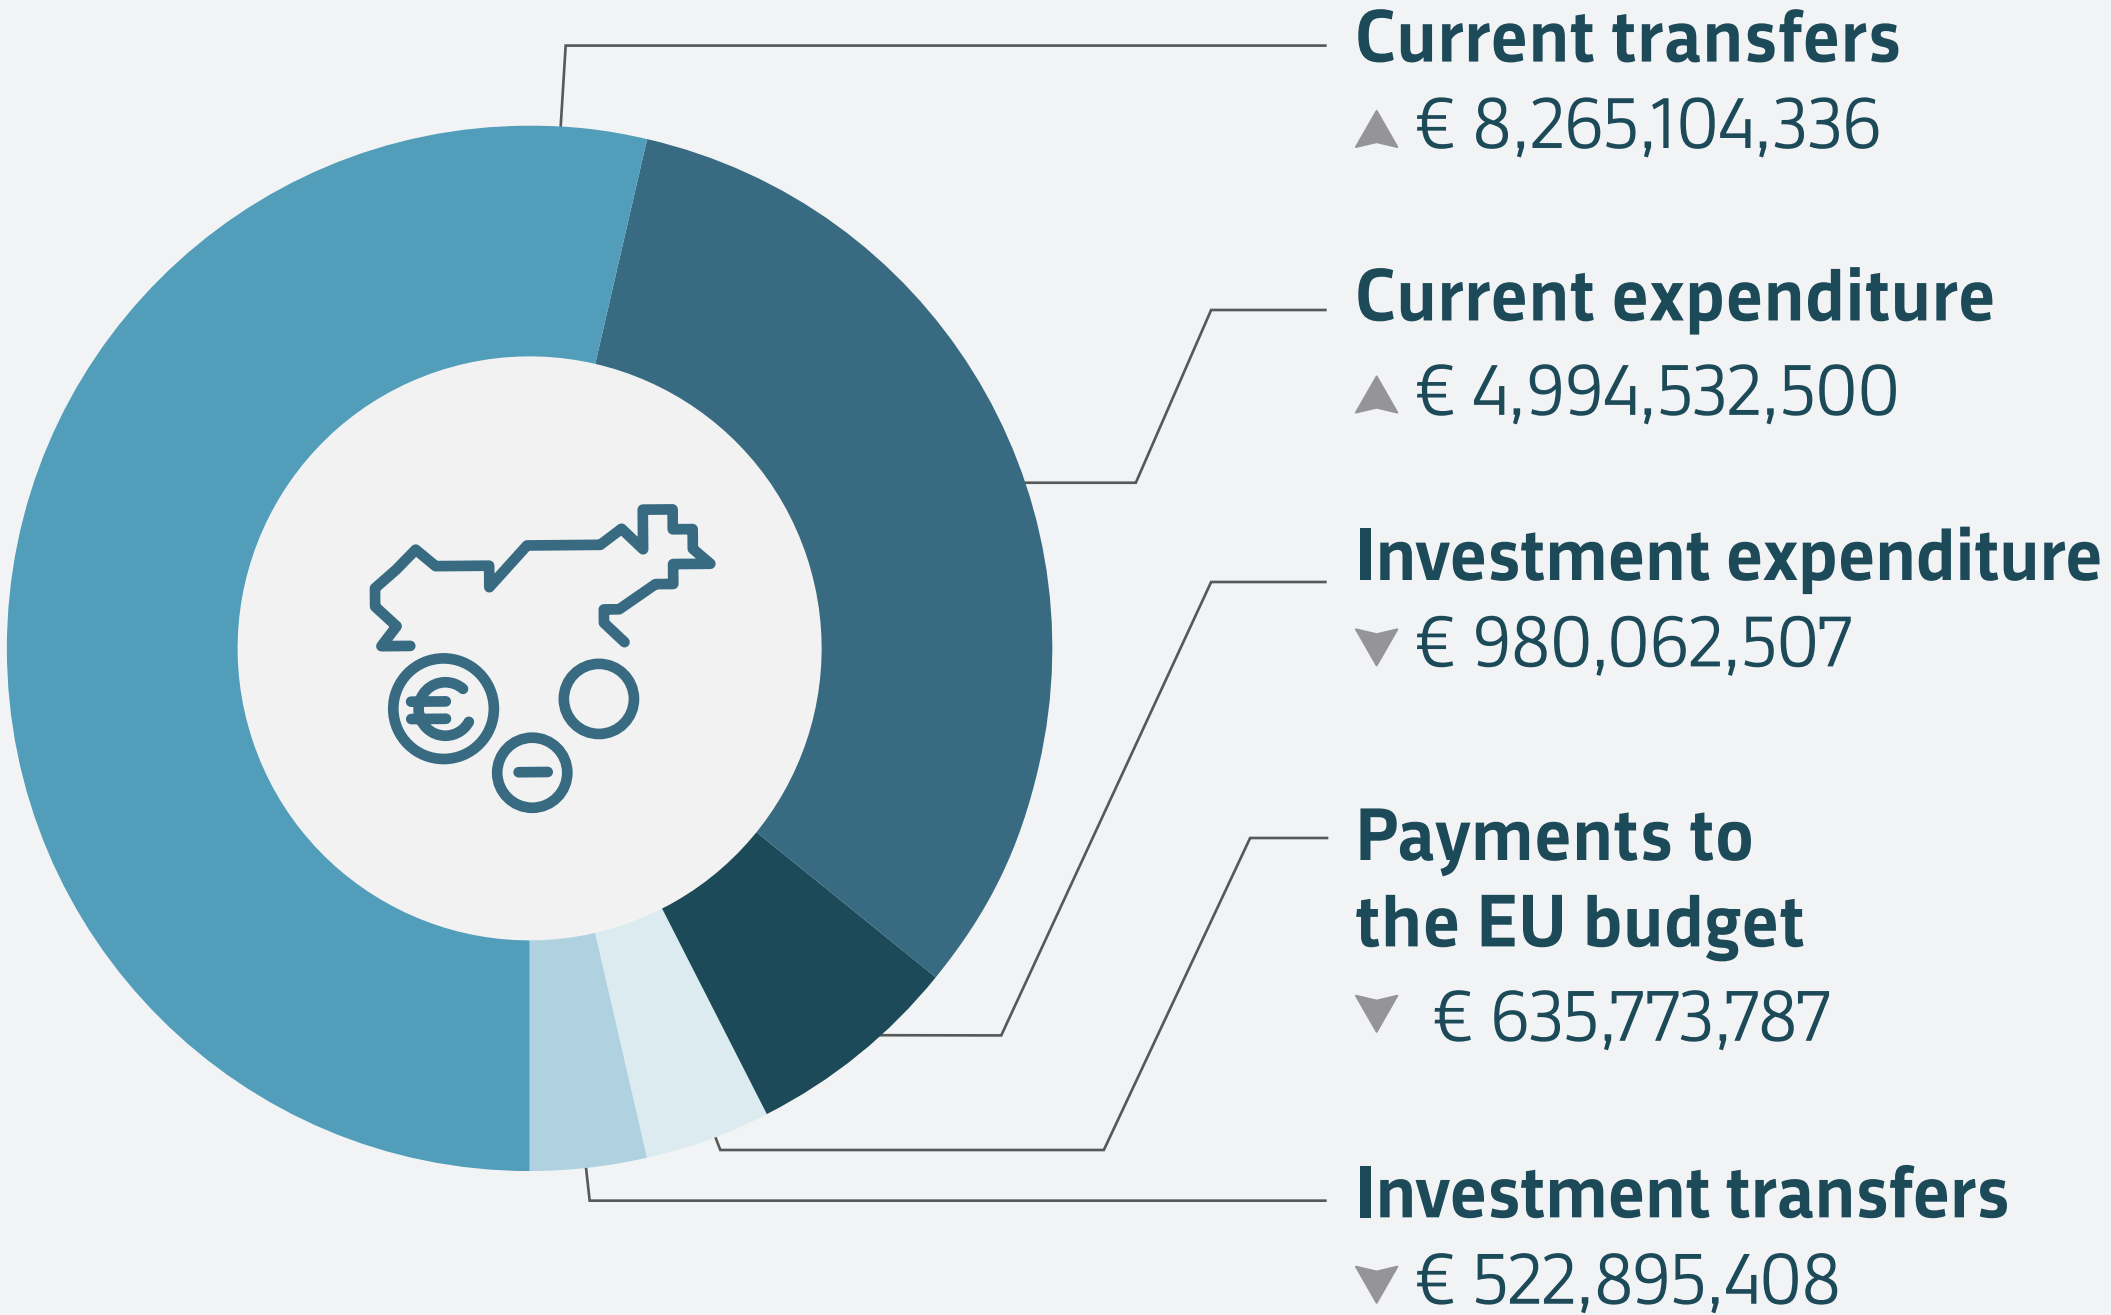 Current transfers
€ 8,265,104,336
Current expenditure
€ 4,994,532,500
Investment expenditure
€ 980,062,507
Payments to
the EU budget
€ 635,773,787
Investment transfers
€ 522,895,408
€